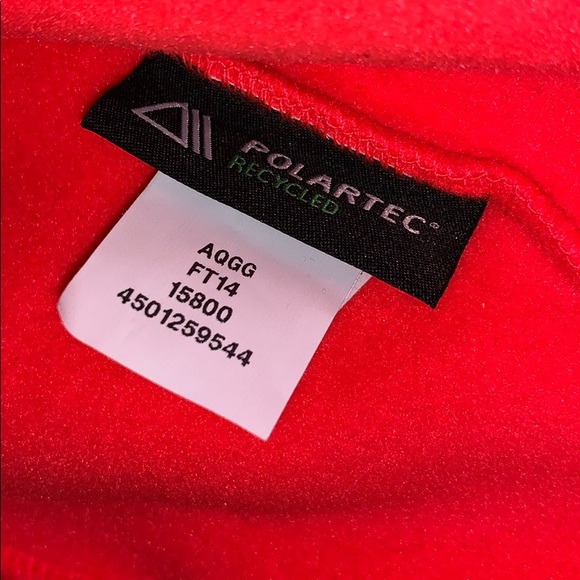 POLARTEC®
RECYCLED
AQGG
FT14
15800
4501259544